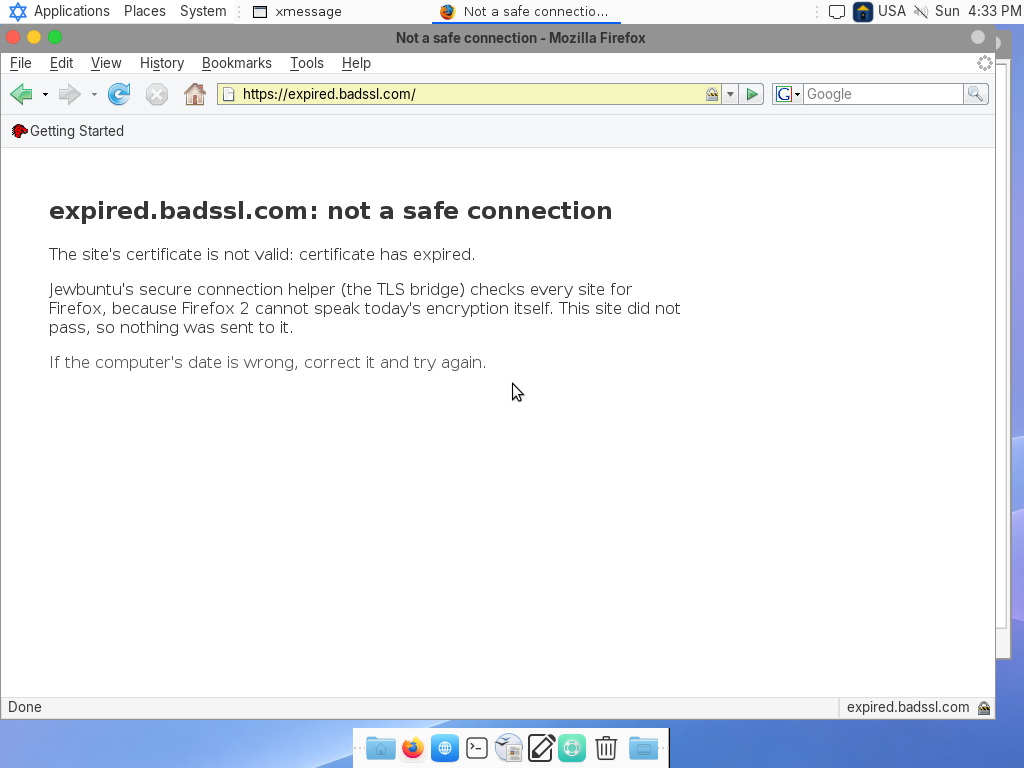 Applications Places System xmessage Not a safe connectio... USA Sun 4:33 PM
Not a safe connection - Mozilla Firefox
File Edit View History Bookmarks Tools Help
https://expired.badssl.com/ G Google
Getting Started
expired.badssl.com: not a safe connection
The site's certificate is not valid: certificate has expired.
Jewbuntu's secure connection helper (the TLS bridge) checks every site for
Firefox, because Firefox 2 cannot speak today's encryption itself. This site did not
pass, so nothing was sent to it.
If the computer's date is wrong, correct it and try again.
Done expired.badssl.com